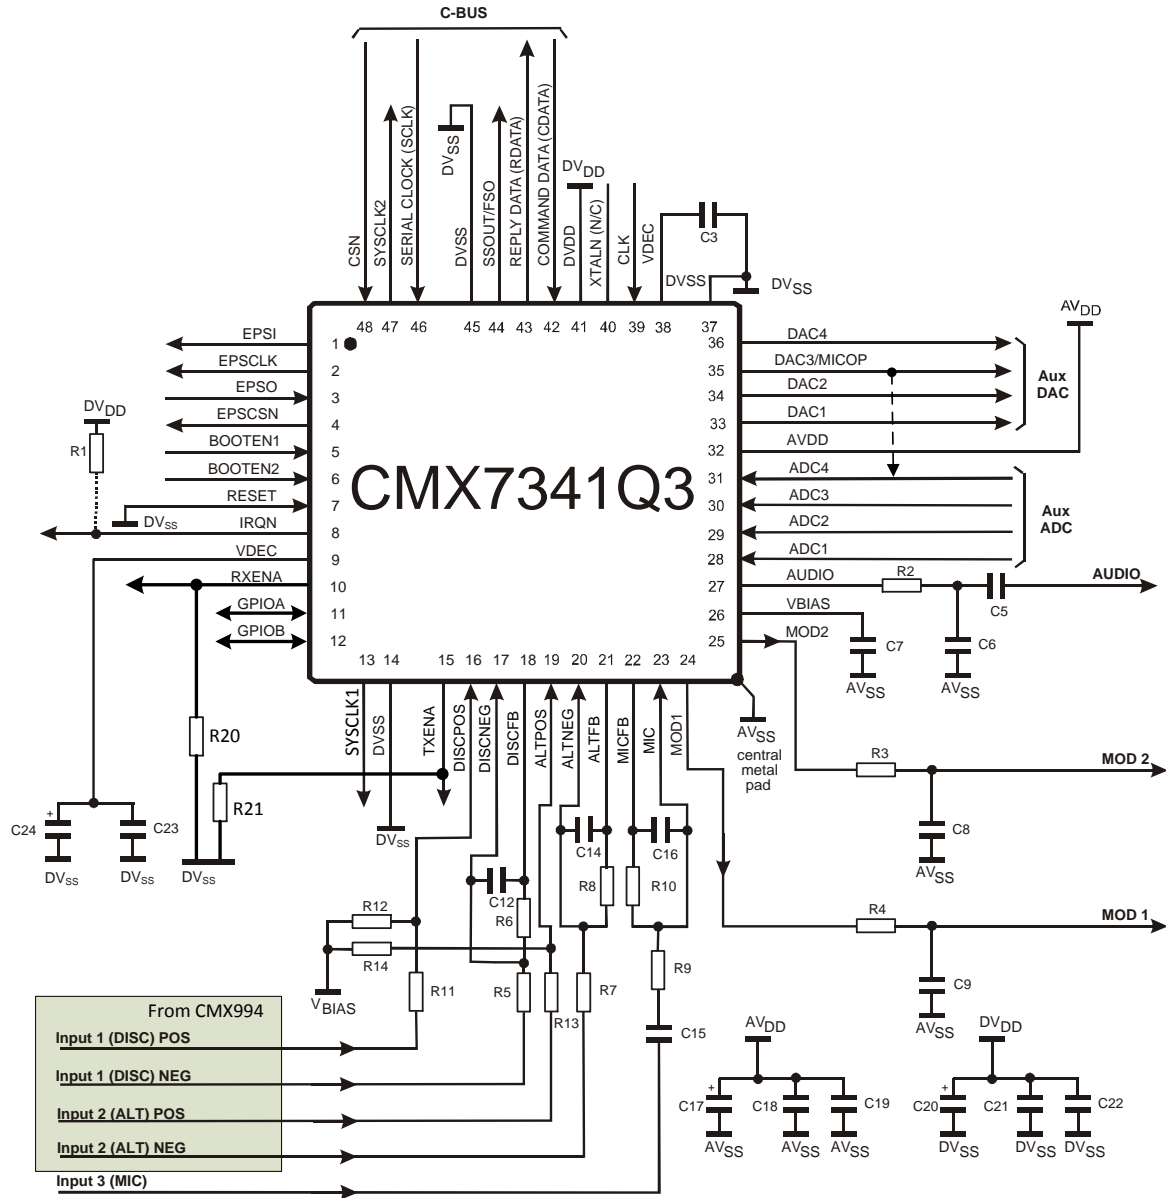 C-BUS
CSN
SYSCLK2
SERIAL CLOCK (SCLK)
DVSS
DVSS
SSOUT/FSO
REPLY DATA (RDATA)
COMMAND DATA (CDATA)
DVDD
DVDD
XTALN (N/C)
CLK
VDEC
C3
DVSS
DVSS
48 47 46 45 44 43 42 41 40 39 38 37
EPSI 1
EPSCLK 2
EPSO 3
EPSCSN 4
BOOTEN1 5
BOOTEN2 6
RESET 7
DVSS
IRQN 8
VDEC 9
RXENA 10
GPIOA 11
GPIOB 12
DVDD
R1
CMX7341Q3
36 DAC4
35 DAC3/MICOP
34 DAC2
33 DAC1
32 AVDD
31 ADC4
30 ADC3
29 ADC2
28 ADC1
27 AUDIO
26 VBIAS
25 MOD2
AVDD
Aux
DAC
Aux
ADC
R2
C5
AUDIO
C7
C6
AVSS
AVSS
13 14 15 16 17 18 19 20 21 22 23 24
SYSCLK1
DVSS
TXENA
DISCPOS
DISCNEG
DISCFB
ALTPOS
ALTNEG
ALTFB
MICFB
MIC
MOD1
AVSS
central
metal
pad
R20
R21
R3
MOD 2
C24
C23
DVSS
DVSS
DVSS
DVSS
C8
AVSS
C14
C16
C12
R8
R10
R12
R6
R14
R4
MOD 1
R9
R11
R5
R13
R7
C9
AVSS
VBIAS
C15
From CMX994
Input 1 (DISC) POS
Input 1 (DISC) NEG
Input 2 (ALT) POS
Input 2 (ALT) NEG
Input 3 (MIC)
AVDD
+
C17
C18
C19
AVSS
AVSS
AVSS
DVDD
+
C20
C21
C22
DVSS
DVSS
DVSS
+